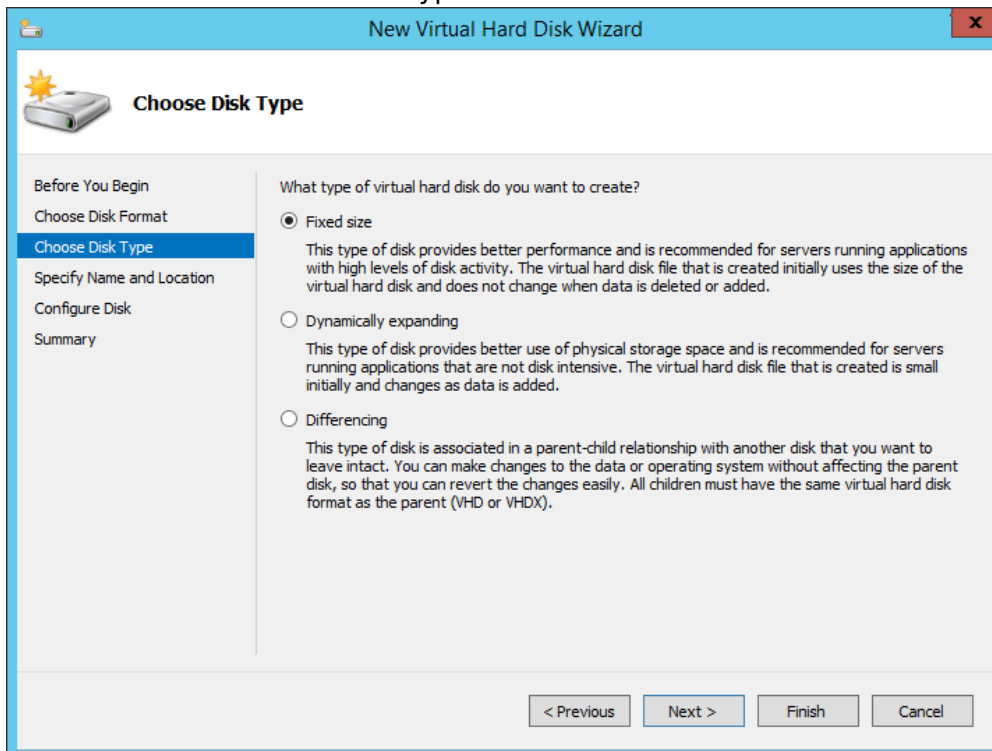 New Virtual Hard Disk Wizard
x
Choose Disk Type
Before You Begin
Choose Disk Format
Choose Disk Type
Specify Name and Location
Configure Disk
Summary
What type of virtual hard disk do you want to create?
Fixed size
This type of disk provides better performance and is recommended for servers running applications
with high levels of disk activity. The virtual hard disk file that is created initially uses the size of the
virtual hard disk and does not change when data is deleted or added.
Dynamically expanding
This type of disk provides better use of physical storage space and is recommended for servers
running applications that are not disk intensive. The virtual hard disk file that is created is small
initially and changes as data is added.
Differencing
This type of disk is associated in a parent-child relationship with another disk that you want to
leave intact. You can make changes to the data or operating system without affecting the parent
disk, so that you can revert the changes easily. All children must have the same virtual hard disk
format as the parent (VHD or VHDX).
< Previous
Next >
Finish
Cancel